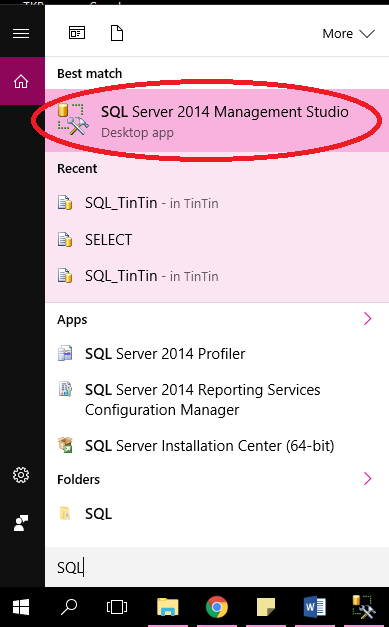 More
Best match
SQL Server 2014 Management Studio
Desktop app
Recent
SQL_TinTin - in TinTin
SELECT
SQL_TinTin - in TinTin
Apps
SQL Server 2014 Profiler
SQL Server 2014 Reporting Services
Configuration Manager
SQL Server Installation Center (64-bit)
Folders
SQL
SQL